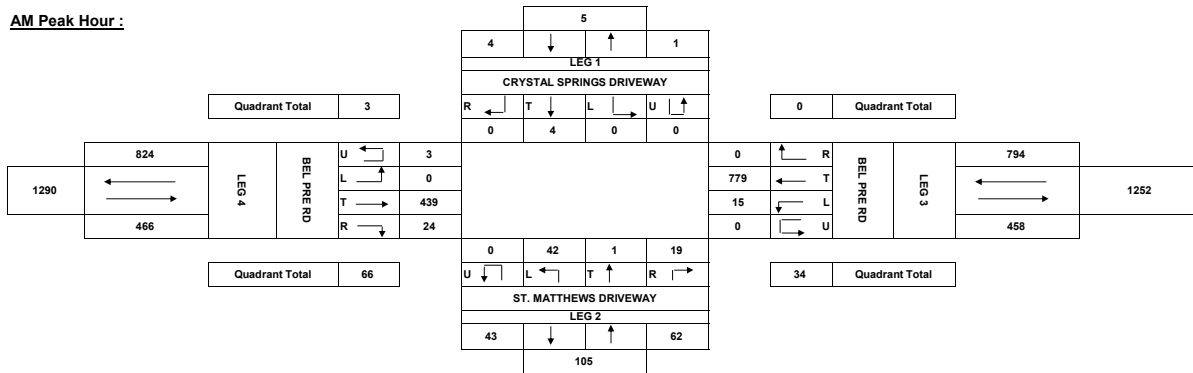 AM Peak Hour :
5
4 1
LEG 1
CRYSTAL SPRINGS DRIVEWAY
Quadrant Total 3
R T L U
0 Quadrant Total
0 4 0 0
824
U 3
0 R
794
1290
LEG 4
BEL PRE RD
L 0
779 T
BEL PRE RD
LEG 3
1252
T 439
15 L
466
R 24
0 U
458
0 42 1 19
Quadrant Total 66
U L T R
34 Quadrant Total
ST. MATTHEWS DRIVEWAY
LEG 2
43 62
105